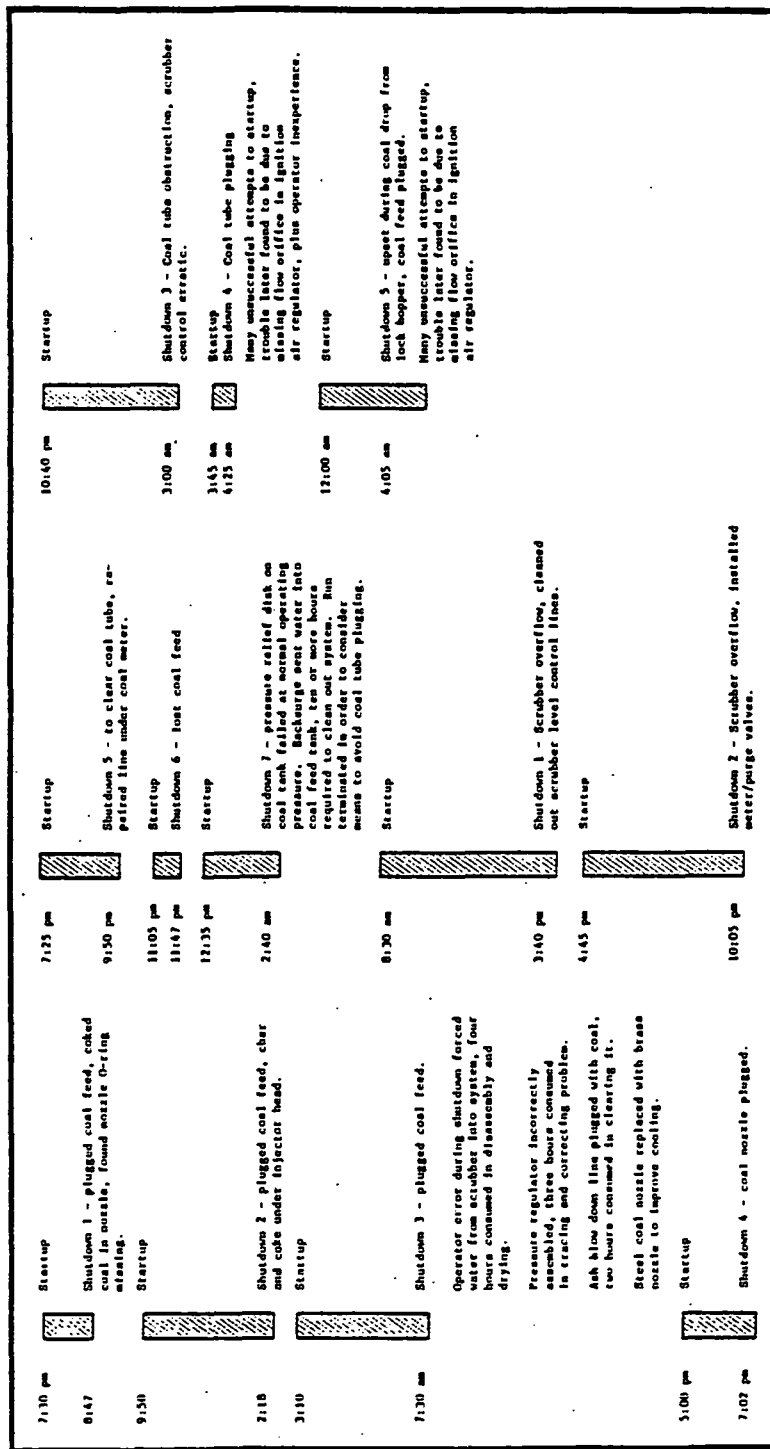 7:30 pm Startup
8:47 Shutdown 1 - plugged coal feed, coked
coal in nozzle, found nozzle O-ring
missing.
9:50 Startup
2:18 Shutdown 2 - plugged coal feed, char
and coke under injector head.
3:10 Startup
7:30 am Shutdown 3 - plugged coal feed.
Operator error during shutdown forced
water from scrubber into system, four
hours consumed in disassembly and
drying.
Pressure regulator incorrectly
assembled, three hours consumed
in tracing and correcting problem.
Ash blow down line plugged with coal,
two hours consumed in clearing it.
Steel coal nozzle replaced with brass
nozzle to improve cooling.
5:00 pm Startup
7:02 pm Shutdown 4 - coal nozzle plugged.
7:25 pm Startup
9:50 pm Shutdown 5 - to clear coal tube, re-
paired line under coal meter.
11:05 pm Startup
11:47 pm Shutdown 6 - lost coal feed
12:35 pm Startup
2:40 am Shutdown 7 - pressure relief disk on
coal tank failed at normal operating
pressure. Backsurge sent water into
coal feed tank, ten or more hours
required to clean out system. Run
terminated in order to consider
means to avoid coal tube plugging.
8:30 am Startup
3:40 pm Shutdown 1 - Scrubber overflow, cleaned
out scrubber level control lines.
4:45 pm Startup
10:05 pm Shutdown 2 - Scrubber overflow, installed
meter/purge valves.
10:40 pm Startup
3:00 am Shutdown 3 - Coal tube obstruction, scrubber
control erratic.
3:45 am Startup
4:25 am Shutdown 4 - Coal tube plugging
Many unsuccessful attempts to startup,
trouble later found to be due to
missing flow orifice in ignition
air regulator, plus operator inexperience.
12:00 am Startup
4:05 am Shutdown 5 - upset during coal drop from
lock hopper, coal feed plugged.
Many unsuccessful attempts to startup,
trouble later found to be due to
missing flow orifice in ignition
air regulator.